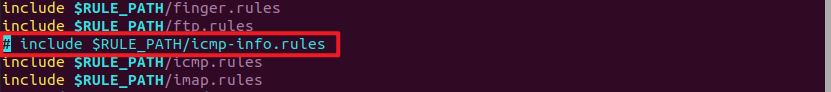 include $RULE_PATH/finger.rules
include $RULE_PATH/ftp.rules
# include $RULE_PATH/icmp-info.rules
include $RULE_PATH/icmp.rules
include $RULE_PATH/imap.rules